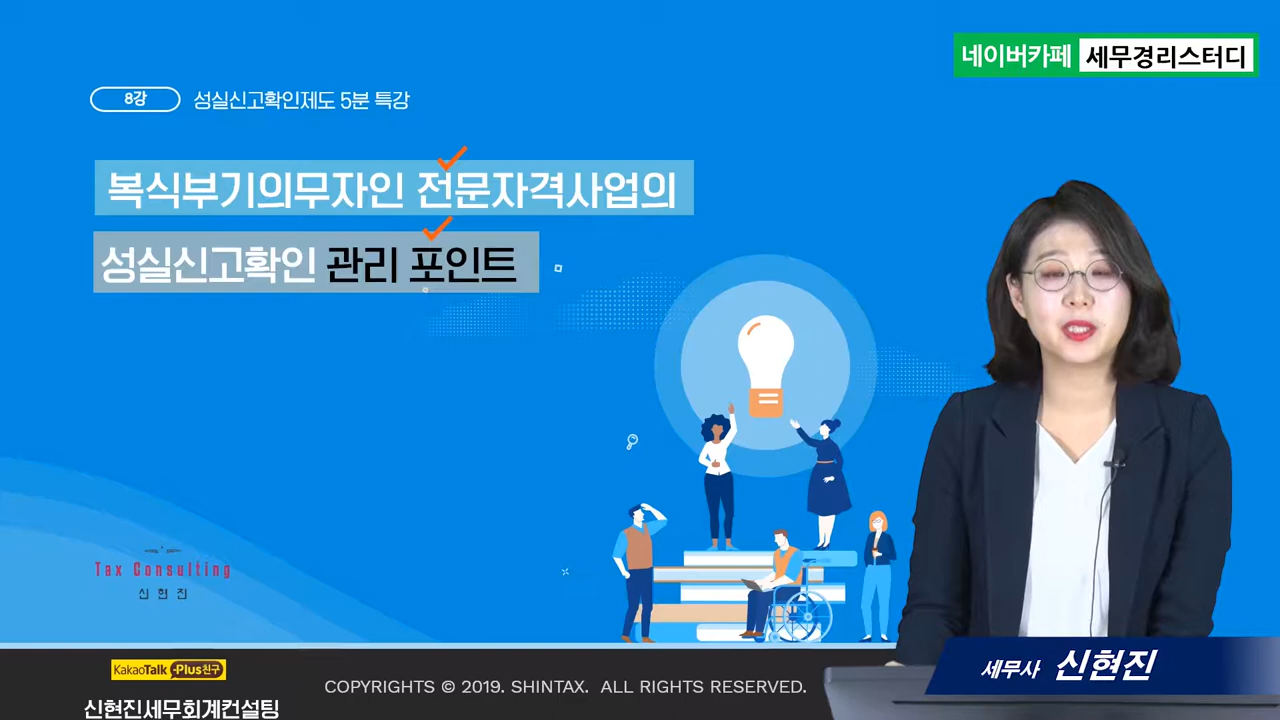 네이버카페 세무경리스터디
8강 성실신고확인제도 5분 특강
복식부기의무자인 전문자격사업의
성실신고확인 관리 포인트
Tax Consulting
신현진
세무사 신현진
KakaoTalk Plus친구
COPYRIGHTS © 2019. SHINTAX. ALL RIGHTS RESERVED.
신현진세무회계컨설팅